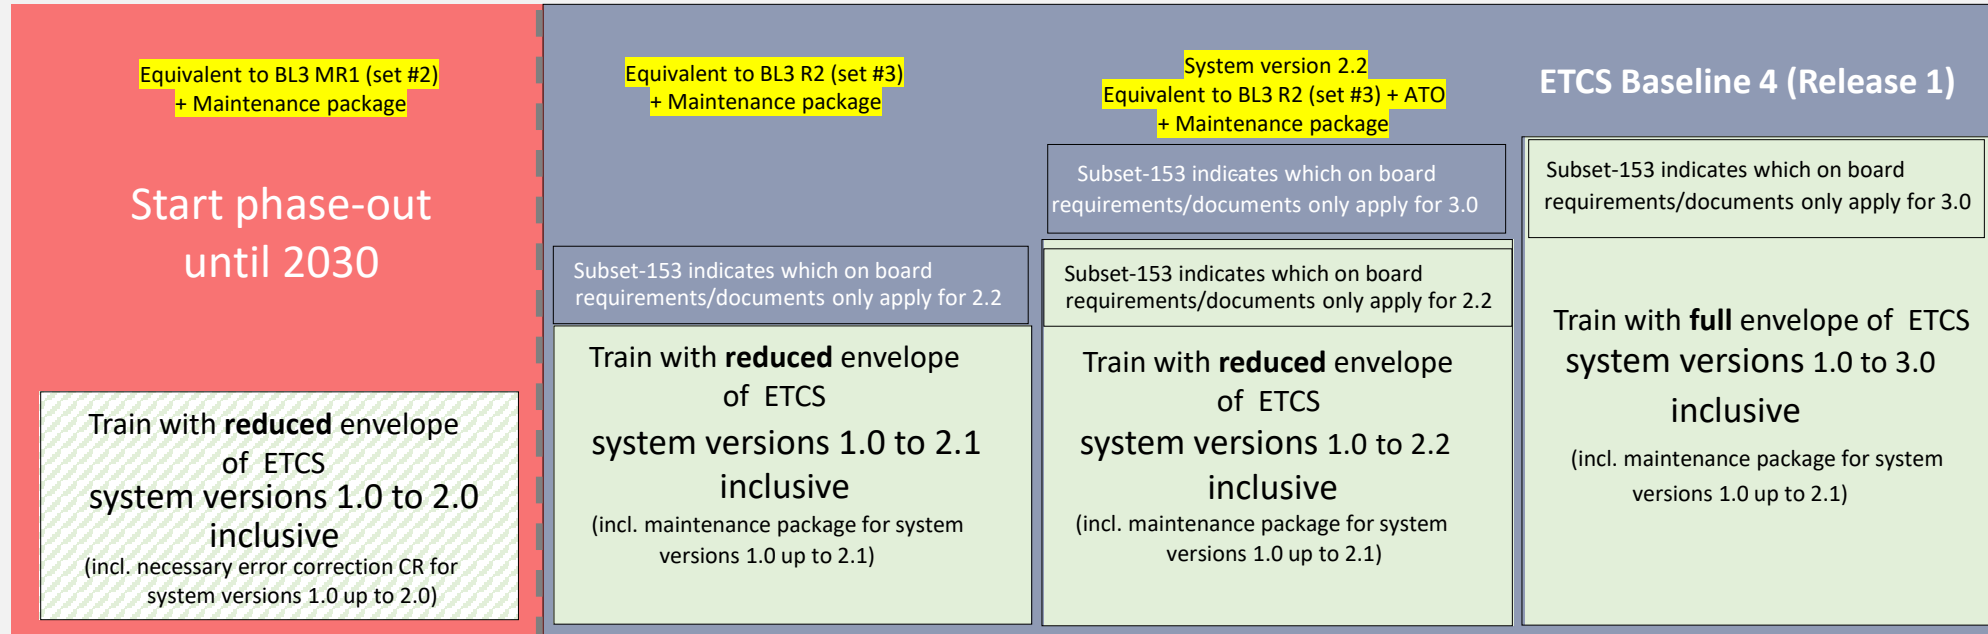 Equivalent to BL3 MR1 (set #2)
+ Maintenance package
Start phase-out
until 2030
Train with reduced envelope
of ETCS
system versions 1.0 to 2.0
inclusive
(incl. necessary error correction CR for
system versions 1.0 up to 2.0)
Equivalent to BL3 R2 (set #3)
+ Maintenance package
Subset-153 indicates which on board
requirements/documents only apply for 2.2
Train with reduced envelope
of ETCS
system versions 1.0 to 2.1
inclusive
(incl. maintenance package for system
versions 1.0 up to 2.1)
System version 2.2
Equivalent to BL3 R2 (set #3) + ATO
+ Maintenance package
Subset-153 indicates which on board
requirements/documents only apply for 3.0
Subset-153 indicates which on board
requirements/documents only apply for 2.2
Train with reduced envelope
of ETCS
system versions 1.0 to 2.2
inclusive
(incl. maintenance package for system
versions 1.0 up to 2.1)
ETCS Baseline 4 (Release 1)
Subset-153 indicates which on board
requirements/documents only apply for 3.0
Train with full envelope of ETCS
system versions 1.0 to 3.0
inclusive
(incl. maintenance package for system
versions 1.0 up to 2.1)